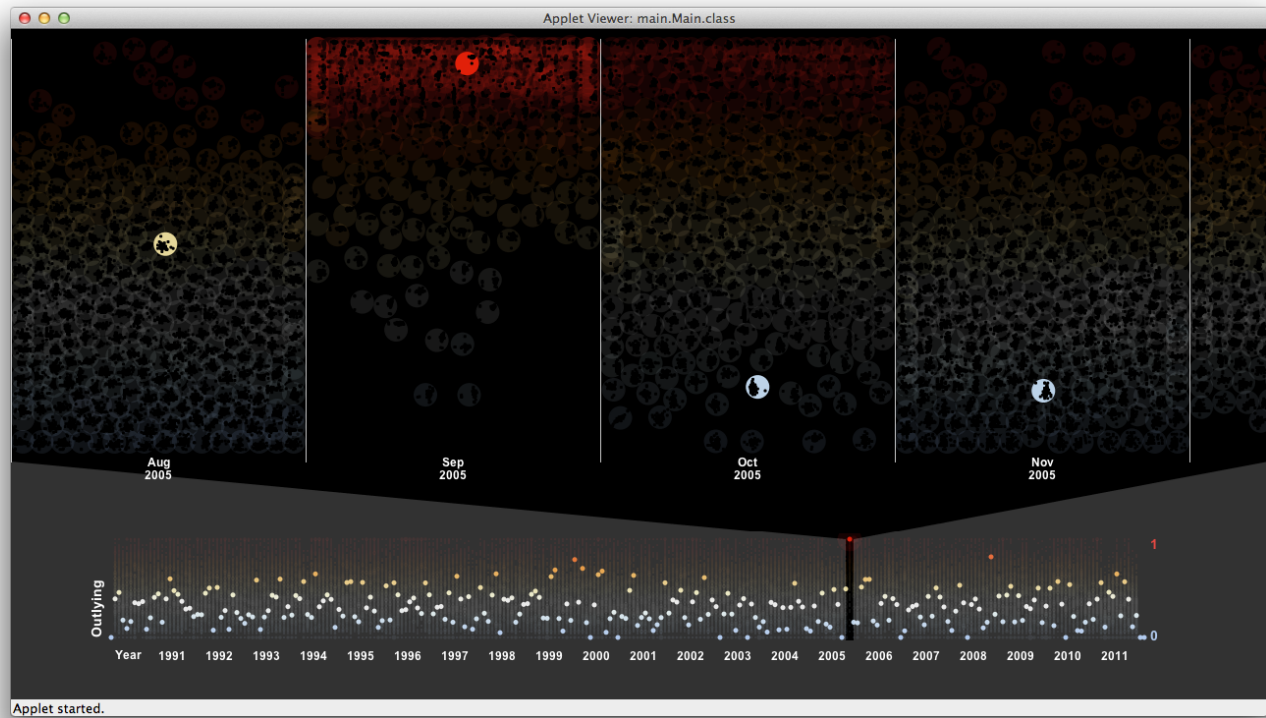 Applet Viewer: main.Main.class
Aug
2005
Sep
2005
Oct
2005
Nov
2005
1
Outlying
0
Year 1991 1992 1993 1994 1995 1996 1997 1998 1999 2000 2001 2002 2003 2004 2005 2006 2007 2008 2009 2010 2011
Applet started.